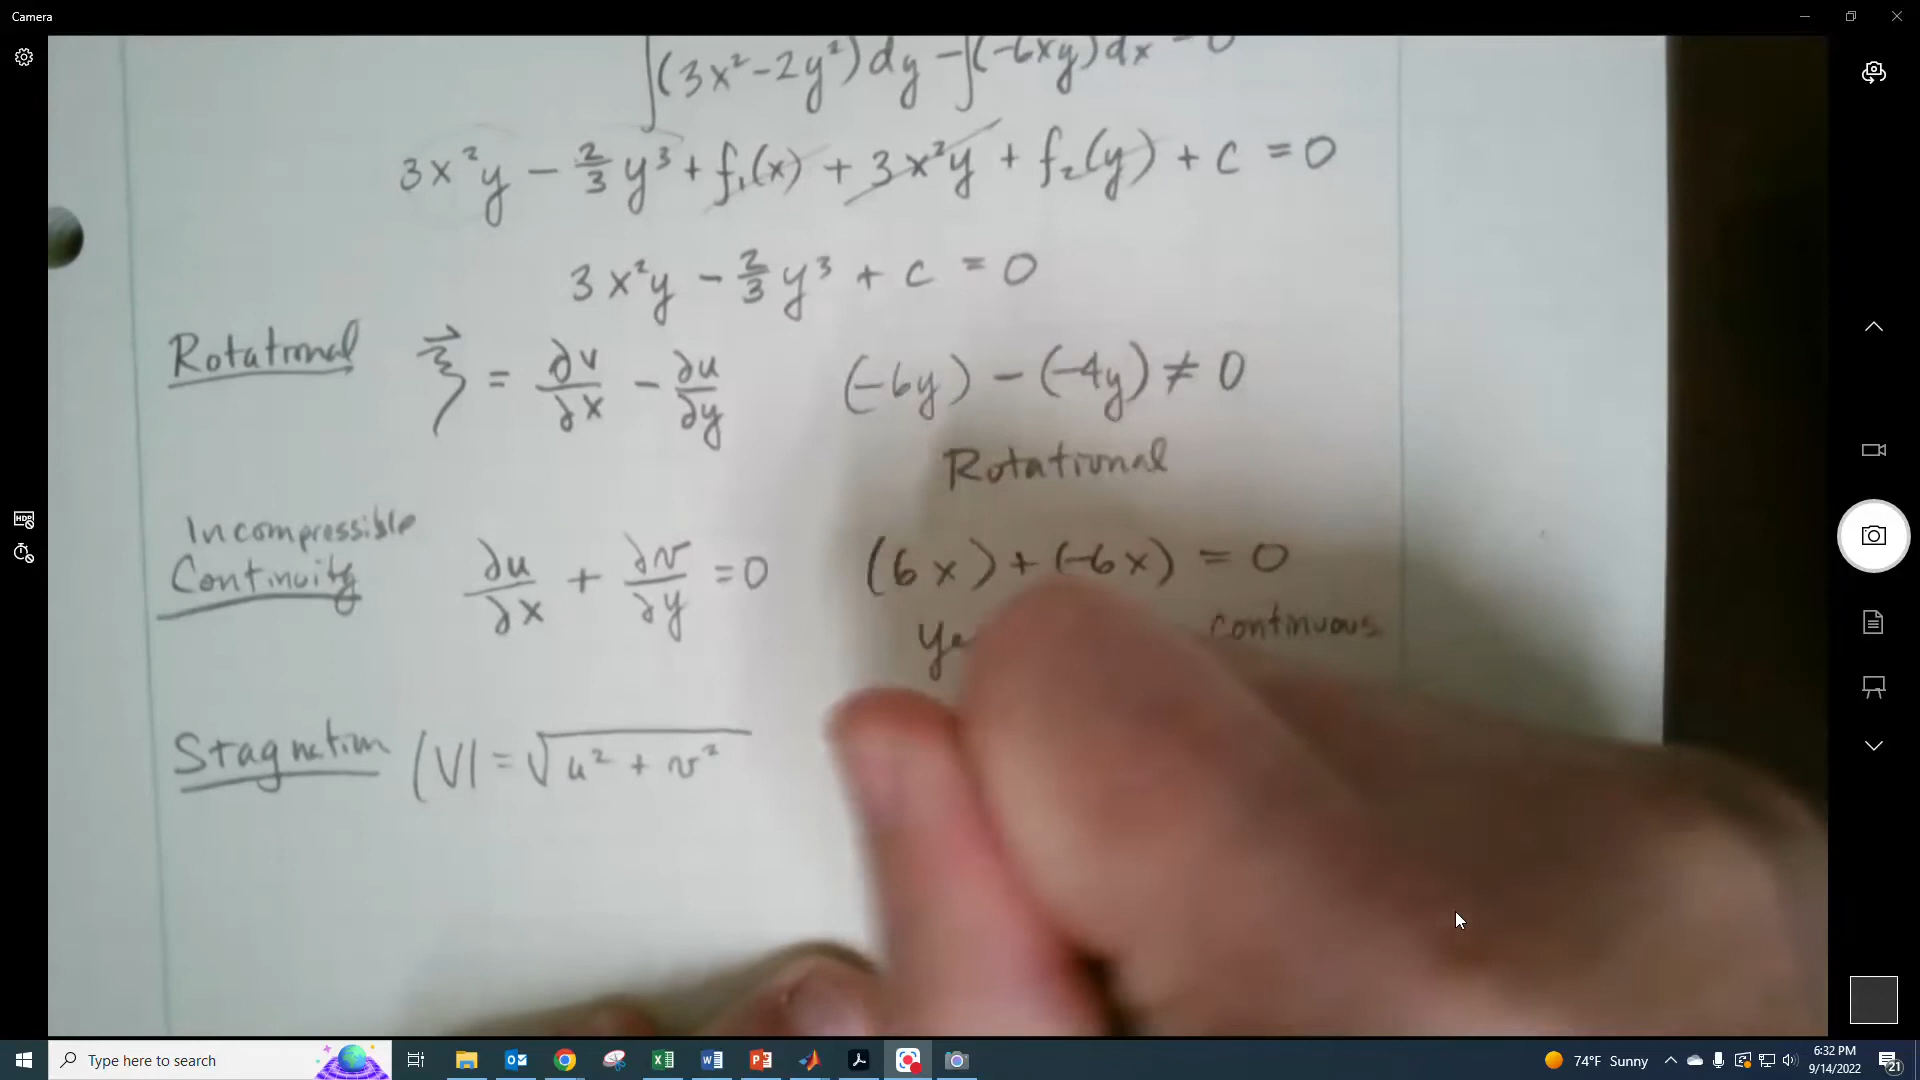 Camera
∫(3x²-2y²)dy - ∫(-6xy)dx = 0
3x²y - 2/3 y³ + f₁(x) + 3x²y + f₂(y) + c = 0
3x²y - 2/3 y³ + c = 0
Rotational ξ⃗ = ∂v/∂x - ∂u/∂y (-6y) - (-4y) ≠ 0
Rotational
Incompressible
Continuity ∂u/∂x + ∂v/∂y = 0 (6x) + (-6x) = 0
continuous
Stagnation |V| = √u² + v²
HDR
Type here to search
74°F Sunny
6:32 PM
9/14/2022
21